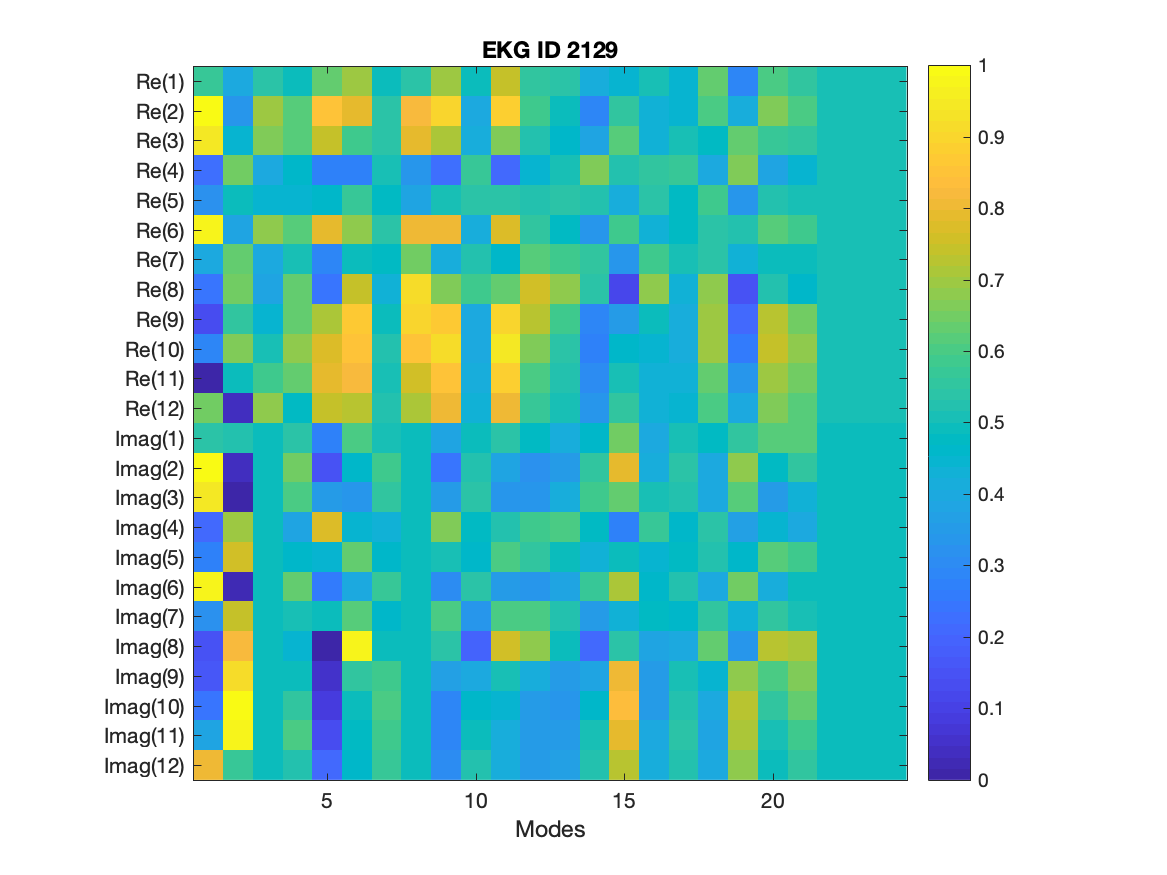 EKG ID 2129
Re(1)
Re(2)
Re(3)
Re(4)
Re(5)
Re(6)
Re(7)
Re(8)
Re(9)
Re(10)
Re(11)
Re(12)
Imag(1)
Imag(2)
Imag(3)
Imag(4)
Imag(5)
Imag(6)
Imag(7)
Imag(8)
Imag(9)
Imag(10)
Imag(11)
Imag(12)
5 10 15 20
Modes
1
0.9
0.8
0.7
0.6
0.5
0.4
0.3
0.2
0.1
0